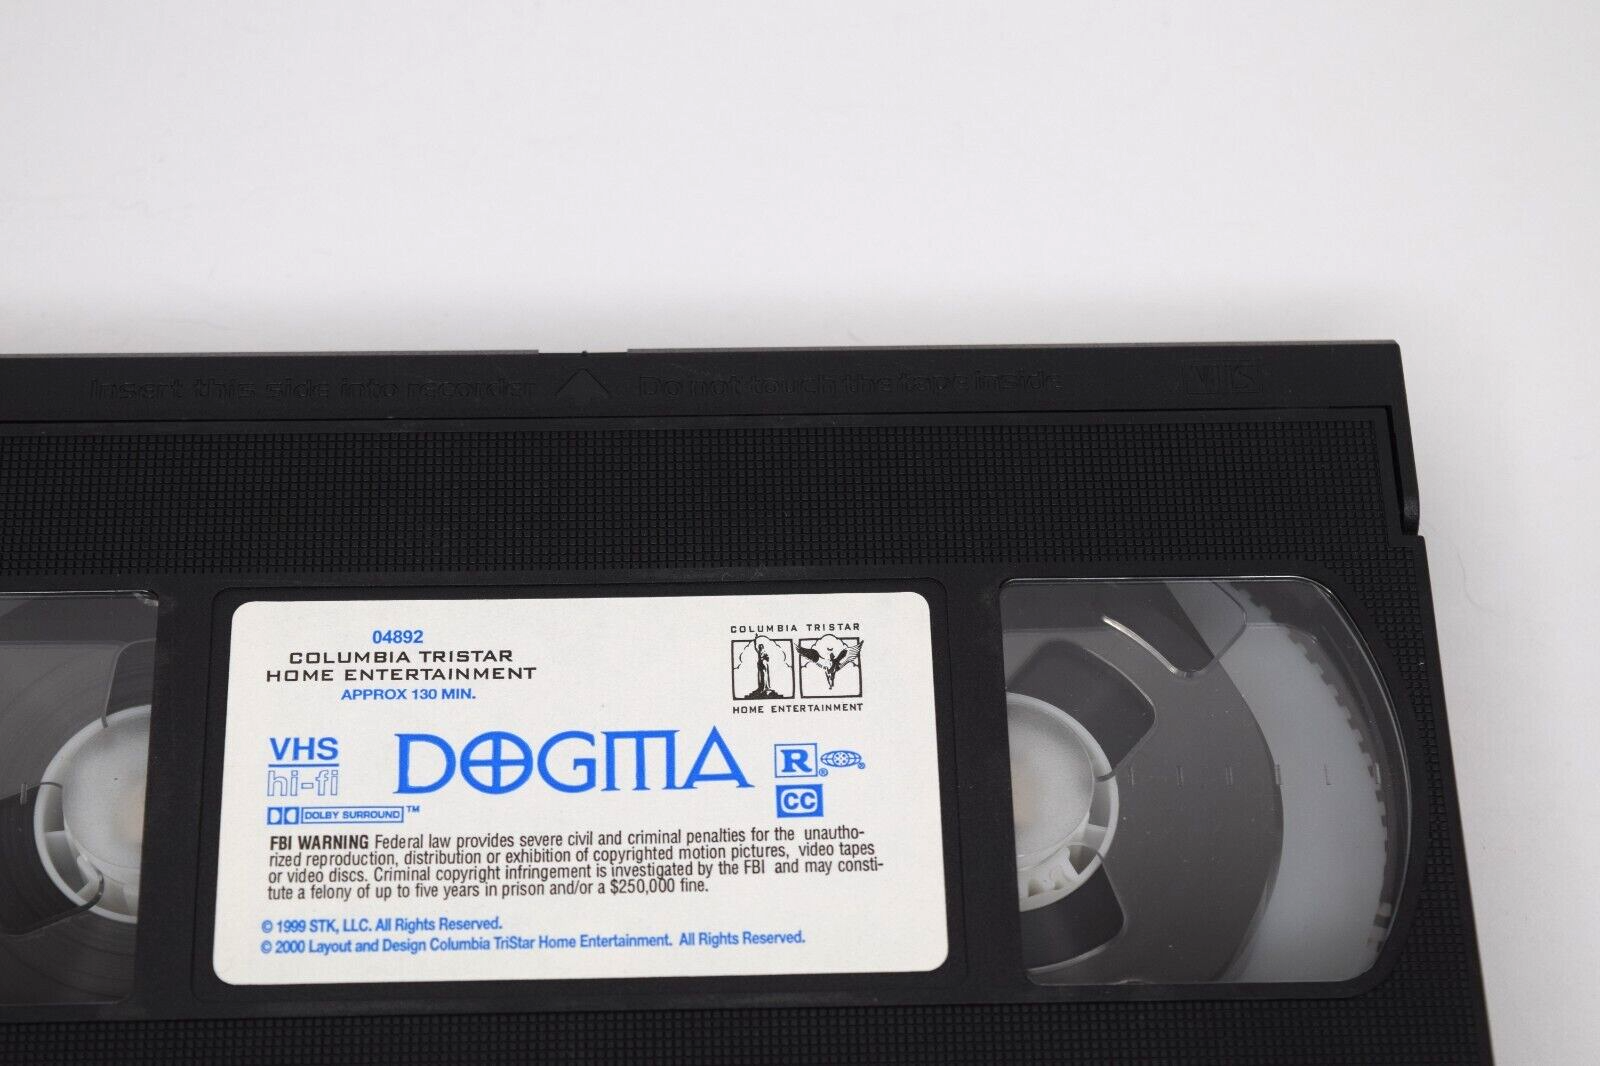 Insert this side into recorder Do not touch the tape inside VHS
04892
COLUMBIA TRISTAR
HOME ENTERTAINMENT
APPROX 130 MIN.
COLUMBIA TRISTAR
HOME ENTERTAINMENT
VHS
hi-fi
DOGMA
R
CC
DOLBY SURROUND™
FBI WARNING Federal law provides severe civil and criminal penalties for the unautho-
rized reproduction, distribution or exhibition of copyrighted motion pictures, video tapes
or video discs. Criminal copyright infringement is investigated by the FBI and may consti-
tute a felony of up to five years in prison and/or a $250,000 fine.
© 1999 STK, LLC. All Rights Reserved.
© 2000 Layout and Design Columbia TriStar Home Entertainment. All Rights Reserved.